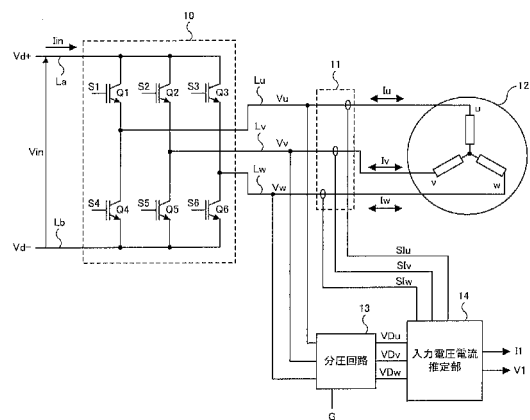 10
Iin
Vd+
La
S1
Q1
S2
Q2
S3
Q3
Vin
S4
Q4
S5
Q5
S6
Q6
Lb
Vd−
Lu
Vu
Lv
Vv
Lw
Vw
11
Iu
Iv
Iw
12
u
v
w
SIu
SIv
SIw
13
分圧回路
G
VDu
VDv
VDw
14
入力電圧電流
推定部
I1
V1